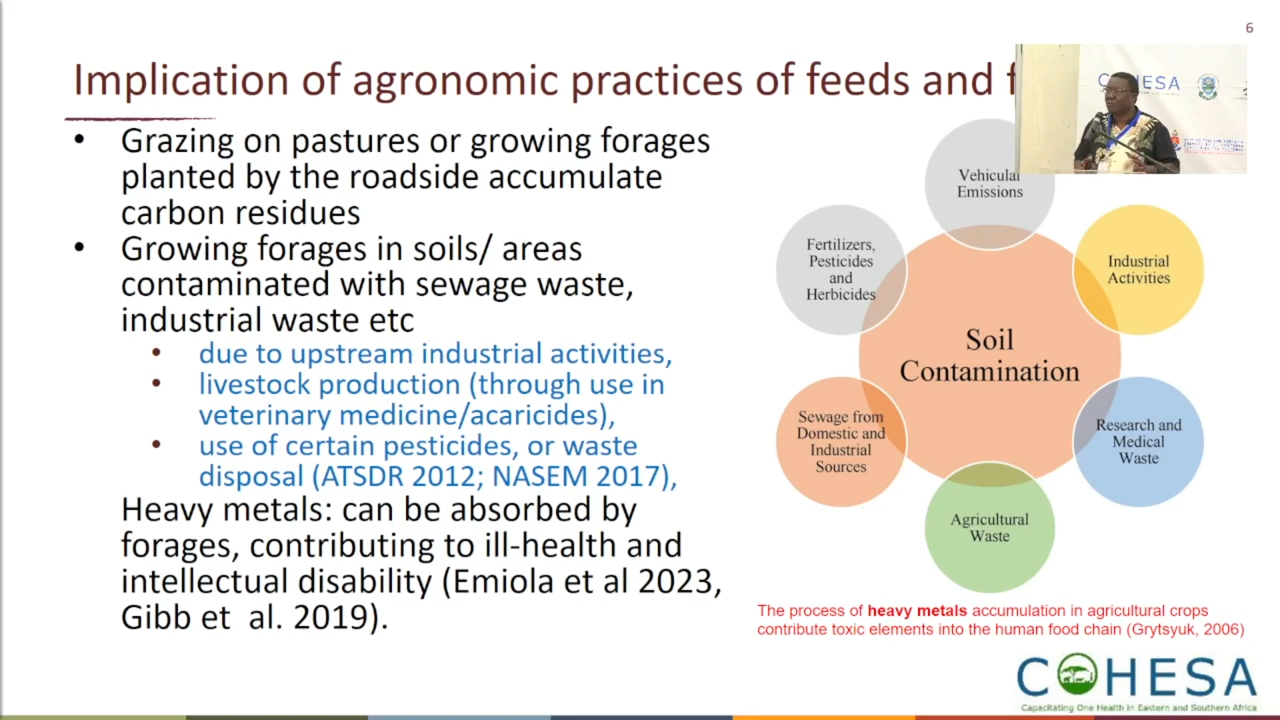 6
Implication of agronomic practices of feeds and f
• Grazing on pastures or growing forages
planted by the roadside accumulate
carbon residues
• Growing forages in soils/ areas
contaminated with sewage waste,
industrial waste etc
• due to upstream industrial activities,
• livestock production (through use in
veterinary medicine/acaricides),
• use of certain pesticides, or waste
disposal (ATSDR 2012; NASEM 2017),
Heavy metals: can be absorbed by
forages, contributing to ill-health and
intellectual disability (Emiola et al 2023,
Gibb et al. 2019).
Vehicular
Emissions
Fertilizers,
Pesticides
and
Herbicides
Industrial
Activities
Soil
Contamination
Sewage from
Domestic and
Industrial
Sources
Research and
Medical
Waste
Agricultural
Waste
The process of heavy metals accumulation in agricultural crops
contribute toxic elements into the human food chain (Grytsyuk, 2006)
COHESA
Capacitating One Health in Eastern and Southern Africa